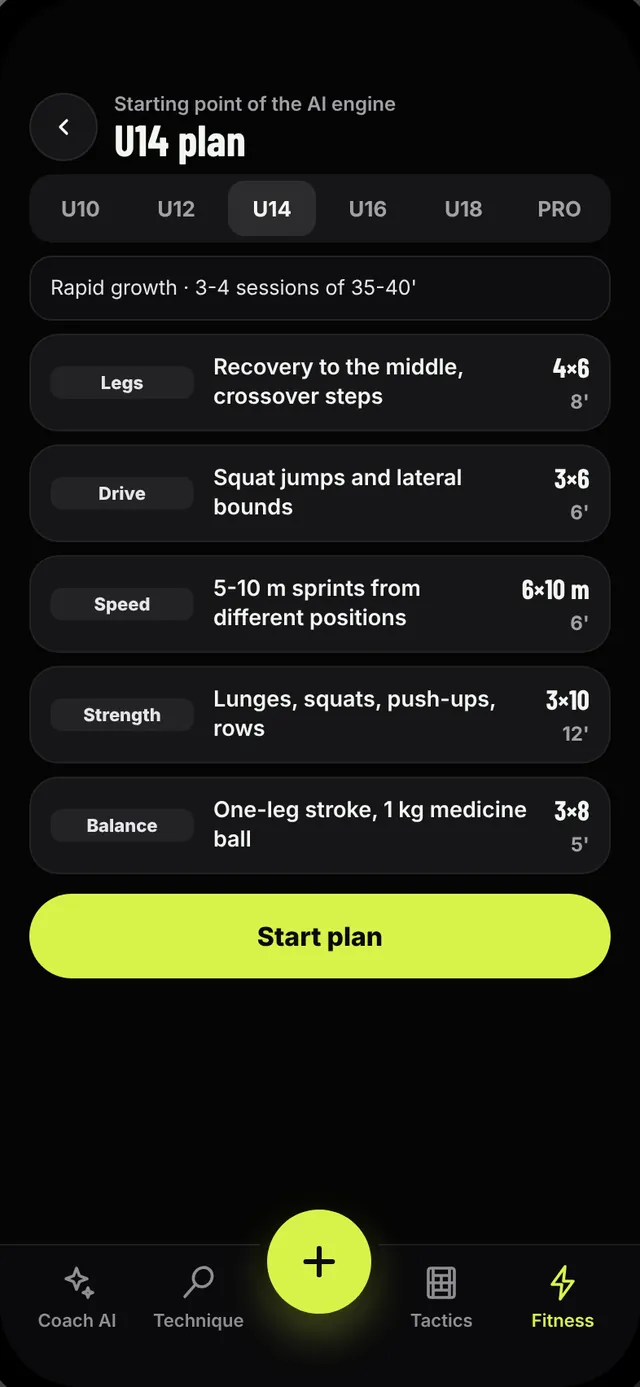 Starting point of the AI engine
U14 plan
U10 U12 U14 U16 U18 PRO
Rapid growth · 3-4 sessions of 35-40'
Legs
Recovery to the middle,
crossover steps
4×6
8'
Drive
Squat jumps and lateral
bounds
3×6
6'
Speed
5-10 m sprints from
different positions
6×10 m
6'
Strength
Lunges, squats, push-ups,
rows
3×10
12'
Balance
One-leg stroke, 1 kg medicine
ball
3×8
5'
Start plan
Coach AI Technique Tactics Fitness